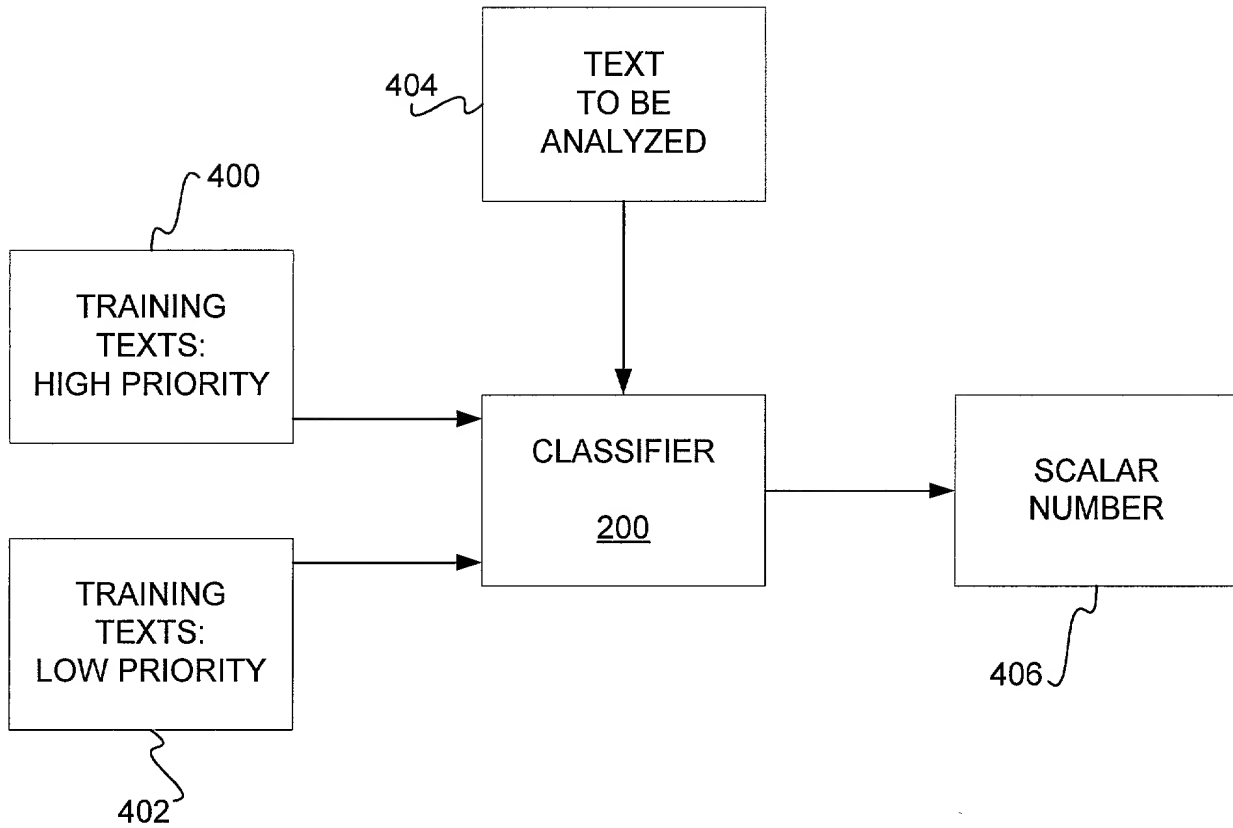 TEXT
TO BE
ANALYZED
404
400
TRAINING
TEXTS:
HIGH PRIORITY
CLASSIFIER
200
SCALAR
NUMBER
TRAINING
TEXTS:
LOW PRIORITY
406
402